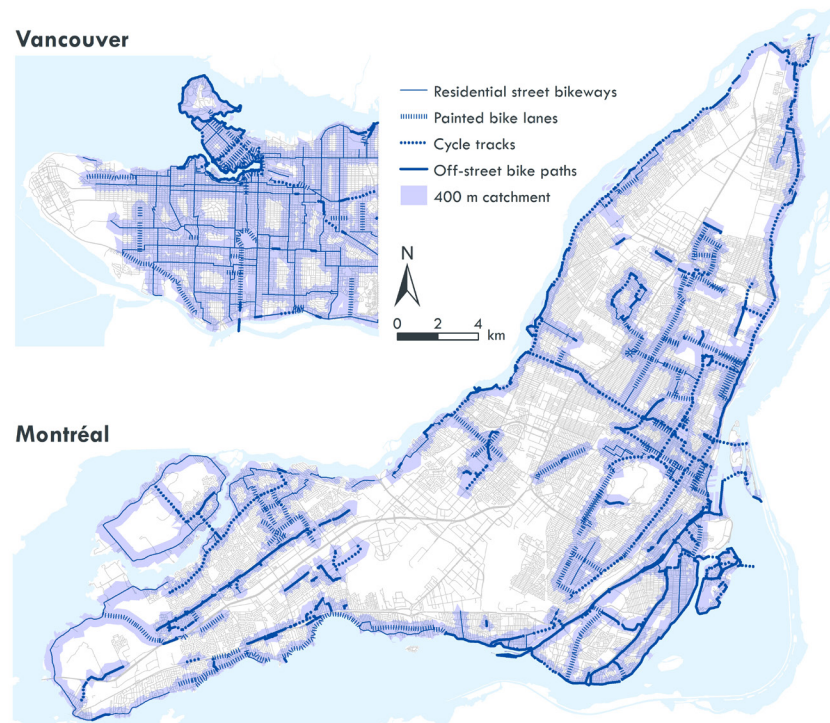 Vancouver
Residential street bikeways
Painted bike lanes
Cycle tracks
Off-street bike paths
400 m catchment
N
0 2 4
km
Montréal